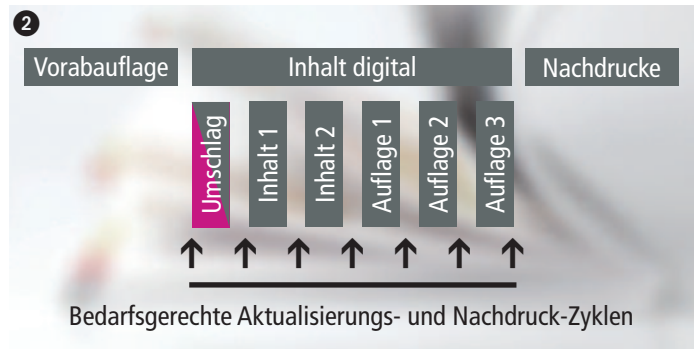 2
Vorabauflage
Inhalt digital
Nachdrucke
Umschlag
Inhalt 1
Inhalt 2
Auflage 1
Auflage 2
Auflage 3
Bedarfsgerechte Aktualisierungs- und Nachdruck-Zyklen